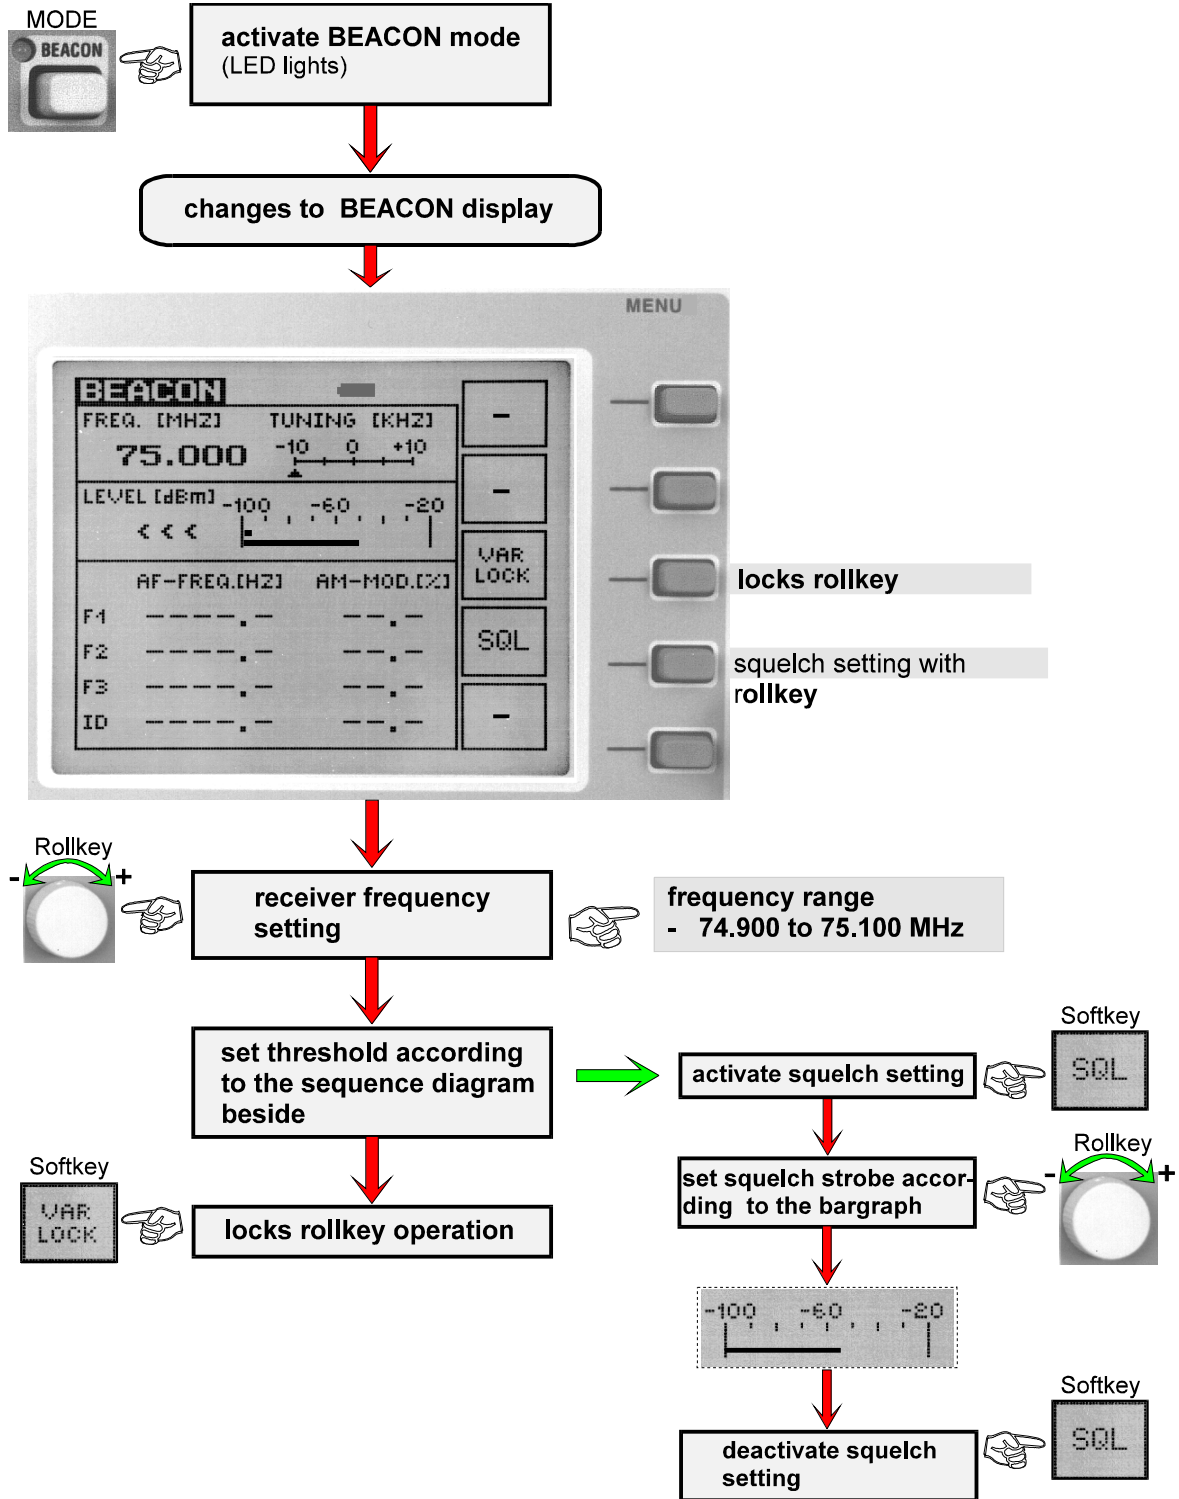 MODE
BEACON
activate BEACON mode
(LED lights)
changes to BEACON display
MENU
BEACON
FREQ. [MHZ] TUNING [KHZ]
75.000
-10 0 +10
LEVEL [dBm]
-100 -60 -20
< < <
AF-FREQ.[HZ] AM-MOD.[%]
F1 ----.- --.-
F2 ----.- --.-
F3 ----.- --.-
ID ----.- --.-
-
-
VAR
LOCK
SQL
-
locks rollkey
squelch setting with
rollkey
Rollkey
- +
receiver frequency
setting
frequency range
- 74.900 to 75.100 MHz
set threshold according
to the sequence diagram
beside
Softkey
SQL
activate squelch setting
Rollkey
- +
set squelch strobe accor-
ding to the bargraph
Softkey
VAR
LOCK
locks rollkey operation
-100 -60 -20
Softkey
SQL
deactivate squelch
setting